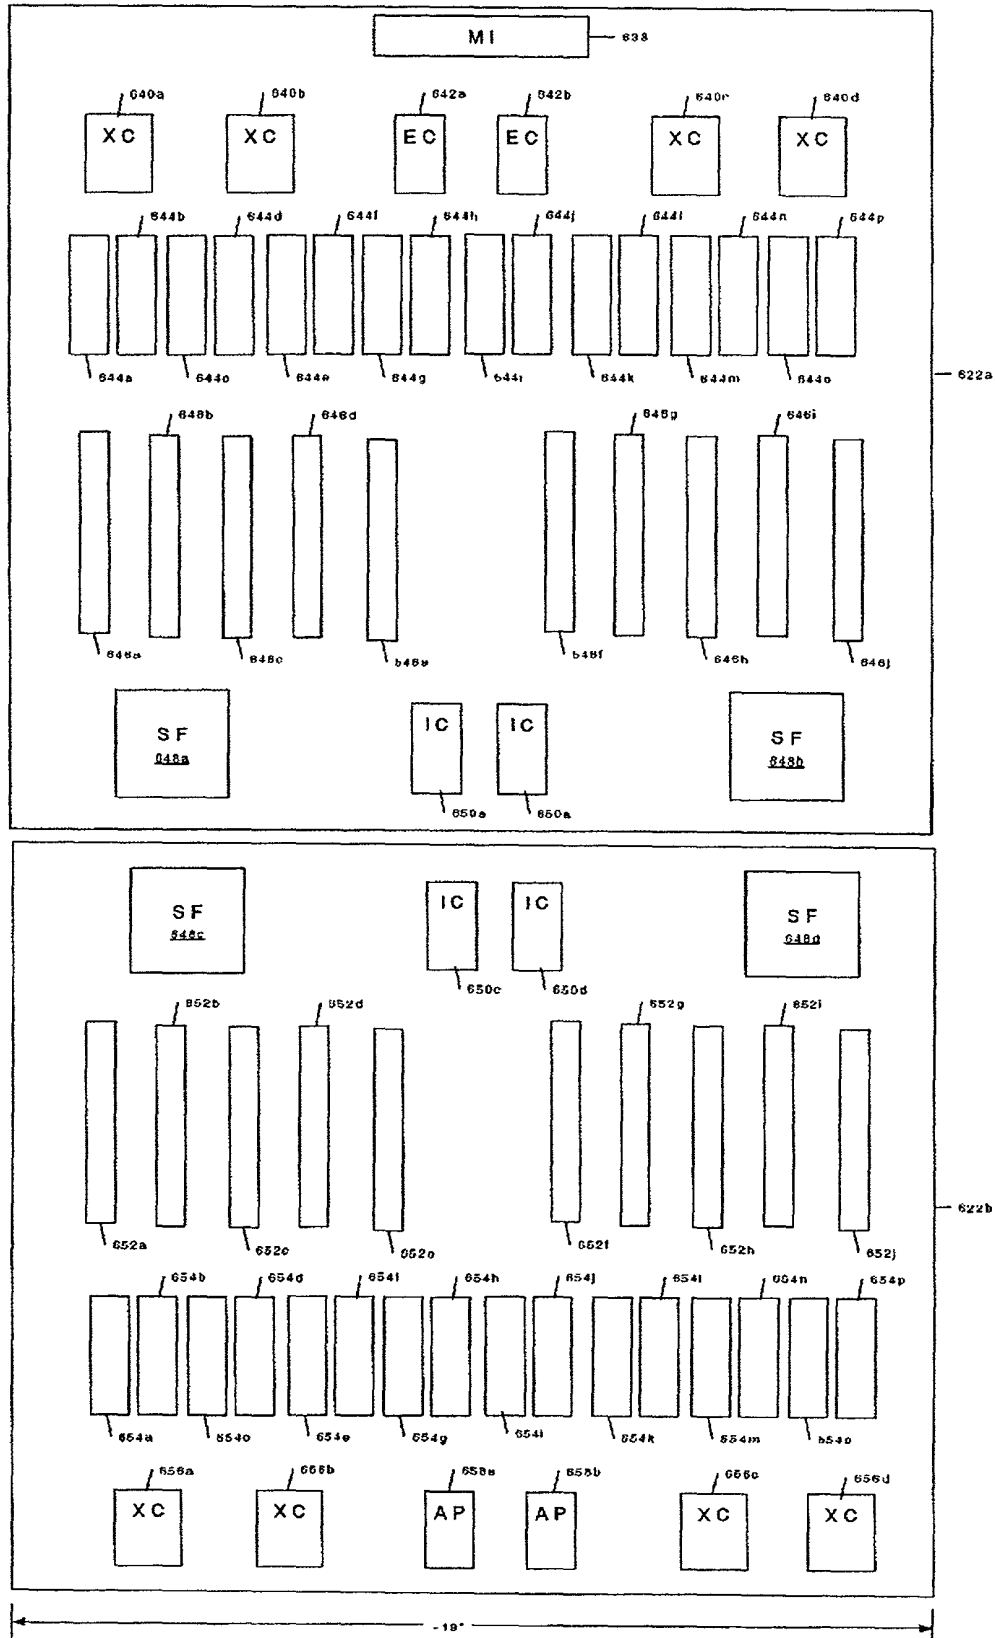 MI 638
640a 640b 642a 642b 640c 640d
XC XC EC EC XC XC
644b 644d 644f 644h 644j 644l 644n 644p
644a 644c 644e 644g 644i 644k 644m 644o
622a
646b 646d 646g 646i
646a 646c 646e 646f 646h 646j
SF IC IC SF
648a 648b
650a 650a
SF IC IC SF
648c 648d
650c 650d
652b 652d 652g 652i
622b
652a 652c 652e 652f 652h 652j
654b 654d 654f 654h 654j 654l 654n 654p
654a 654c 654e 654g 654i 654k 654m 654o
656a 656b 658a 658b 656c 656d
XC XC AP AP XC XC
~19"